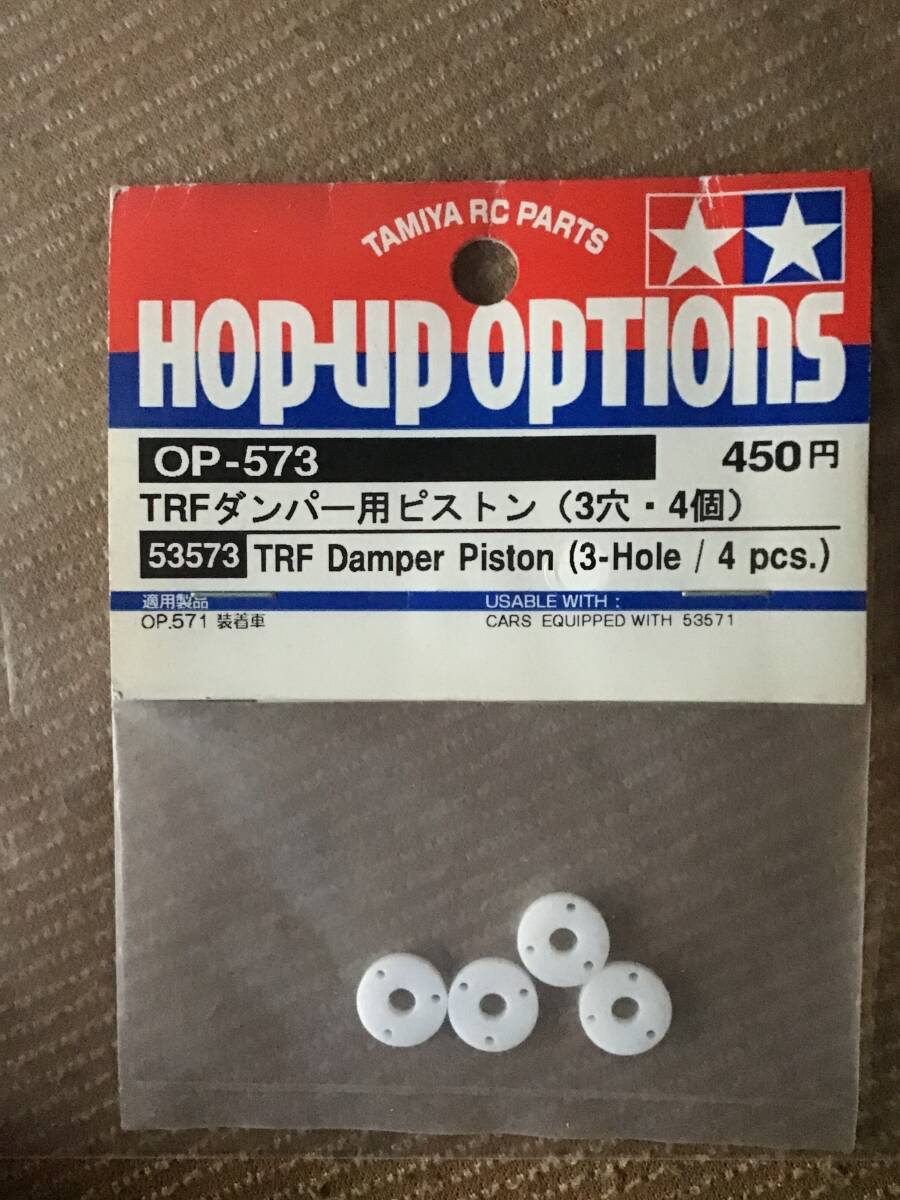 TAMIYA RC PARTS
HOP-UP OPTIONS
OP-573
450円
TRFダンパー用ピストン（3穴・4個）
53573 TRF Damper Piston (3-Hole / 4 pcs.)
適用製品
USABLE WITH :
OP.571 装着車
CARS EQUIPPED WITH 53571